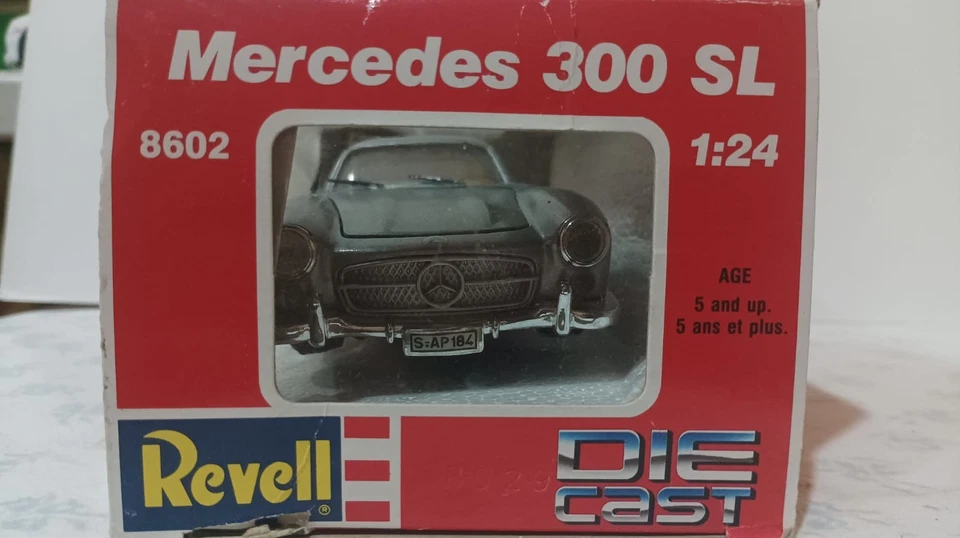 Mercedes 300 SL
8602
1:24
AGE
5 and up.
5 ans et plus.
S-AP 184
Revell
®
DIE
CAST